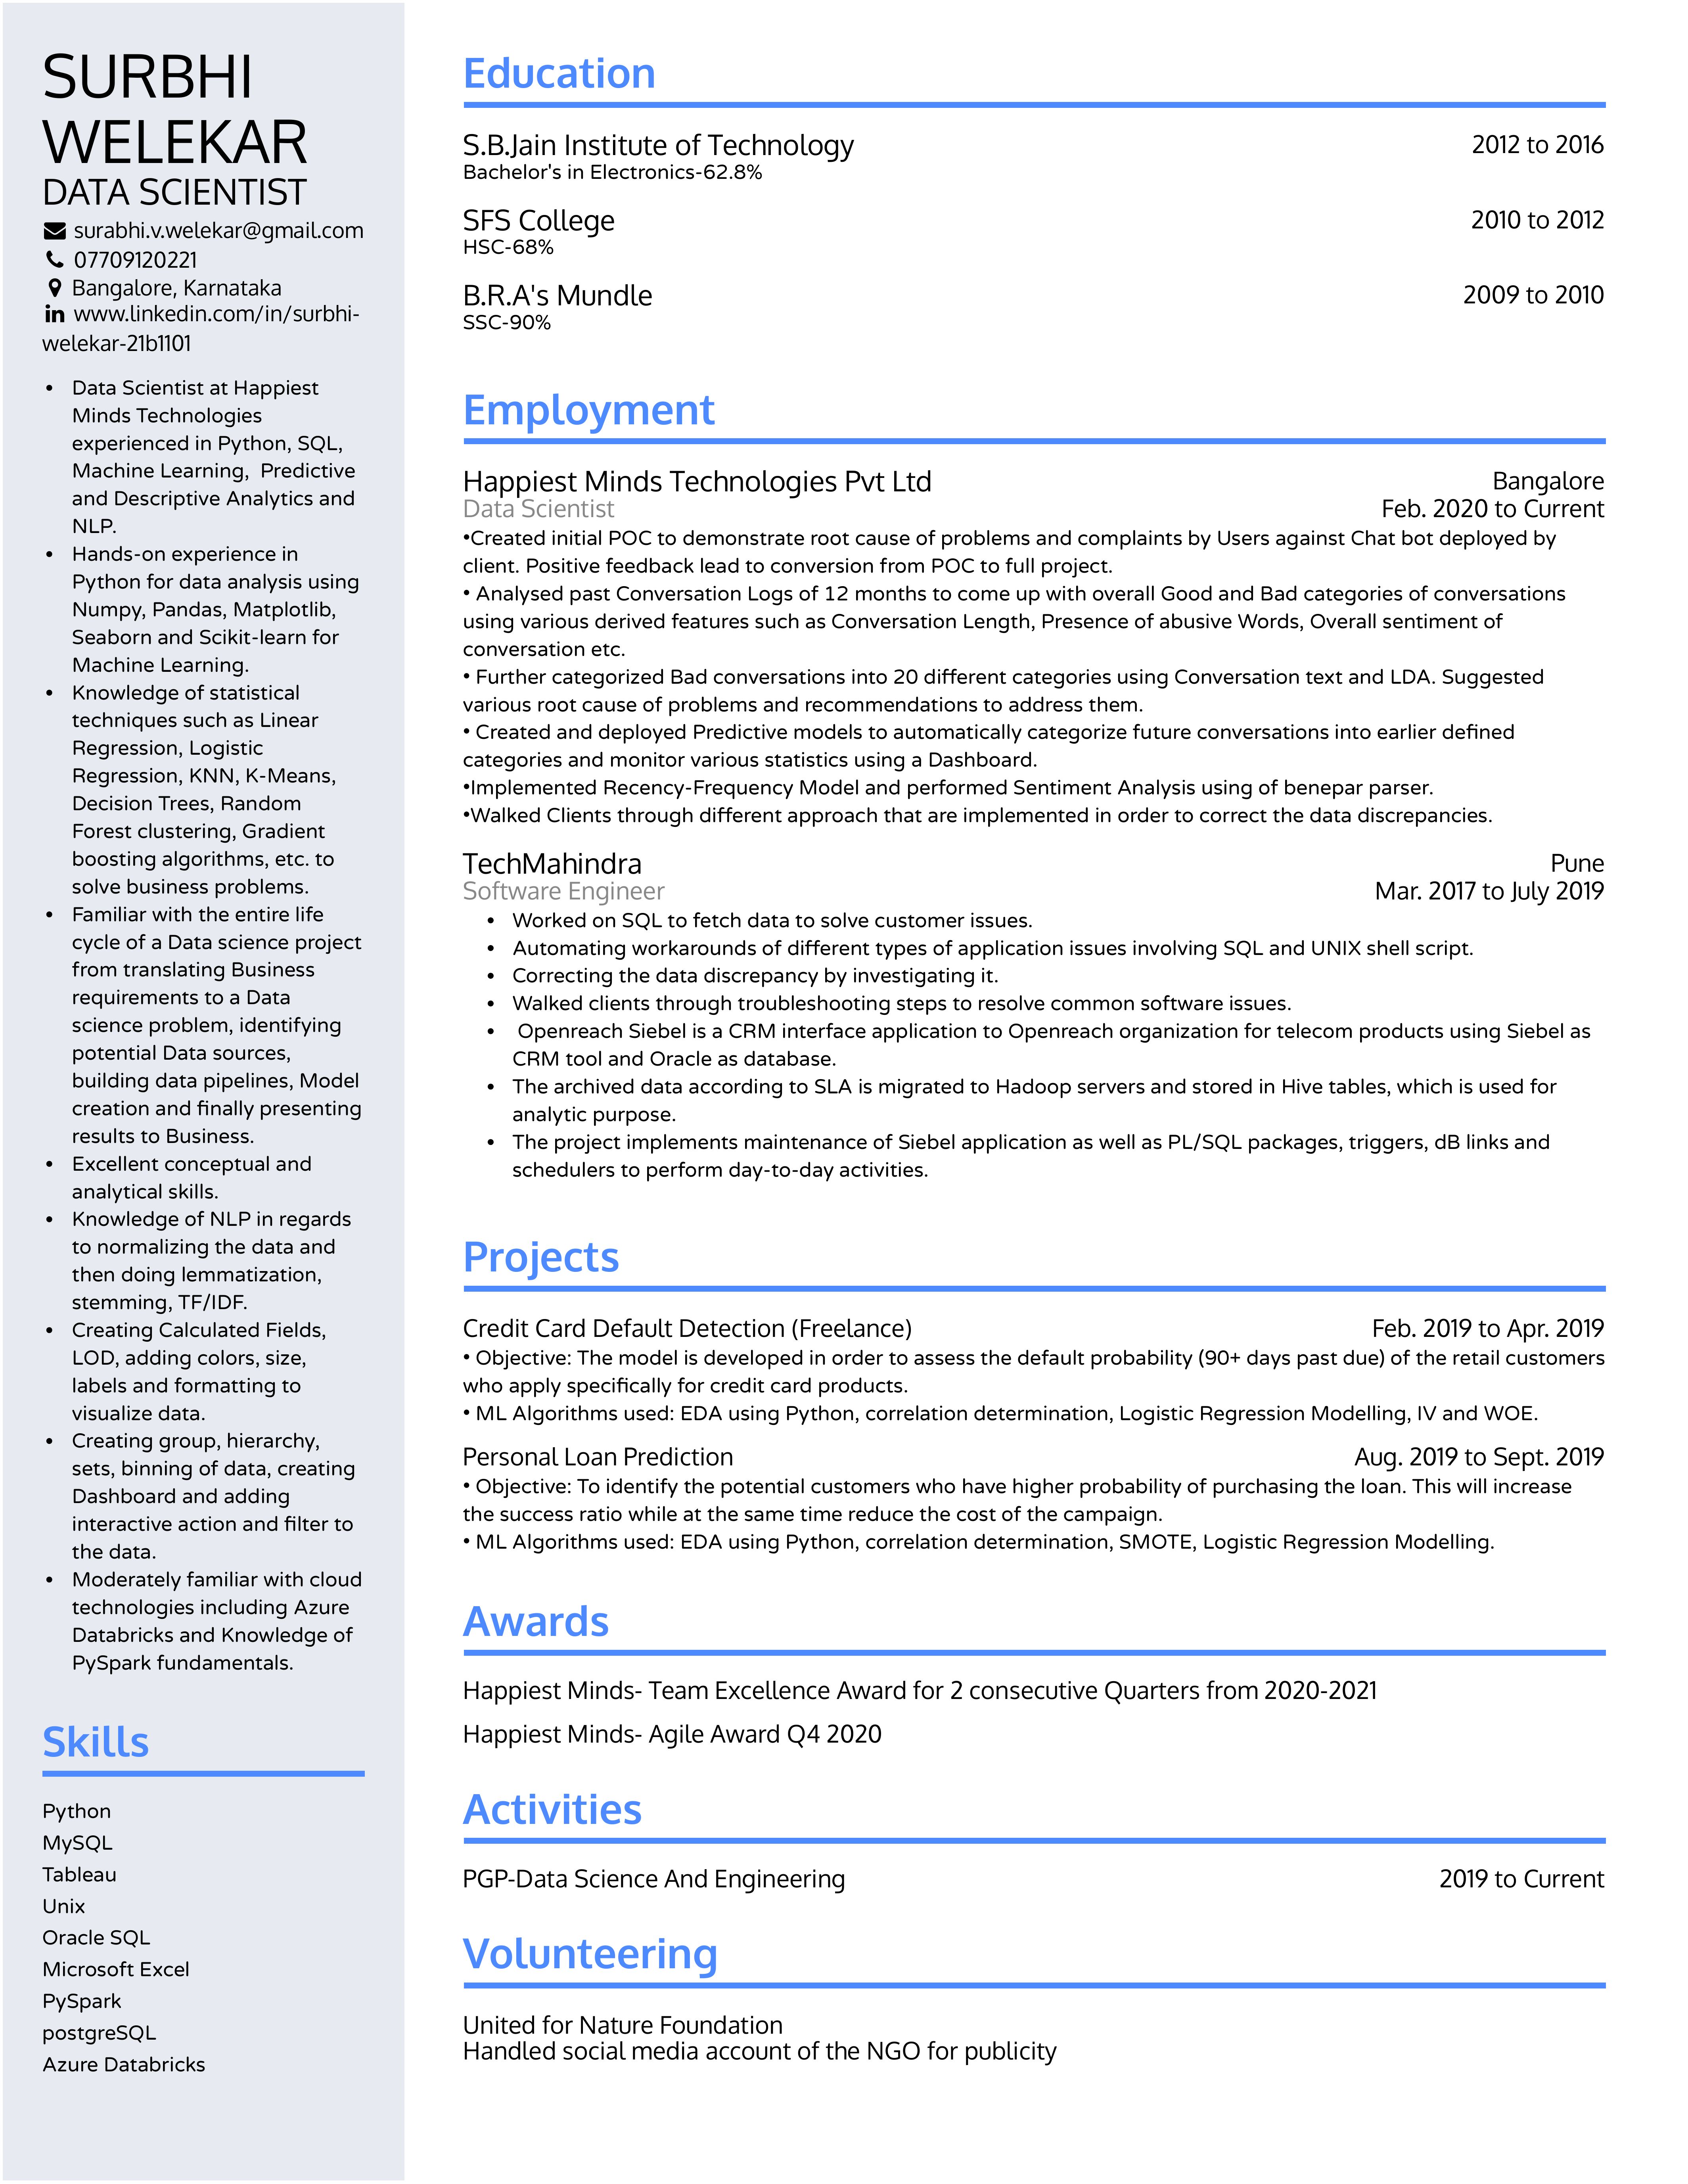 SURBHI
WELEKAR
DATA SCIENTIST
surabhi.v.welekar@gmail.com
07709120221
Bangalore, Karnataka
www.linkedin.com/in/surbhi-
welekar-21b1101
• Data Scientist at Happiest
Minds Technologies
experienced in Python, SQL,
Machine Learning,  Predictive
and Descriptive Analytics and
NLP.
• Hands-on experience in
Python for data analysis using
Numpy, Pandas, Matplotlib,
Seaborn and Scikit-learn for
Machine Learning.
• Knowledge of statistical
techniques such as Linear
Regression, Logistic
Regression, KNN, K-Means,
Decision Trees, Random
Forest clustering, Gradient
boosting algorithms, etc. to
solve business problems.
• Familiar with the entire life
cycle of a Data science project
from translating Business
requirements to a Data
science problem, identifying
potential Data sources,
building data pipelines, Model
creation and finally presenting
results to Business.
• Excellent conceptual and
analytical skills.
• Knowledge of NLP in regards
to normalizing the data and
then doing lemmatization,
stemming, TF/IDF.
• Creating Calculated Fields,
LOD, adding colors, size,
labels and formatting to
visualize data.
• Creating group, hierarchy,
sets, binning of data, creating
Dashboard and adding
interactive action and filter to
the data.
• Moderately familiar with cloud
technologies including Azure
Databricks and Knowledge of
PySpark fundamentals.
Skills
Python
MySQL
Tableau
Unix
Oracle SQL
Microsoft Excel
PySpark
postgreSQL
Azure Databricks
Education
S.B.Jain Institute of Technology 2012 to 2016
Bachelor's in Electronics-62.8%
SFS College 2010 to 2012
HSC-68%
B.R.A's Mundle 2009 to 2010
SSC-90%
Employment
Happiest Minds Technologies Pvt Ltd Bangalore
Data Scientist Feb. 2020 to Current
•Created initial POC to demonstrate root cause of problems and complaints by Users against Chat bot deployed by
client. Positive feedback lead to conversion from POC to full project.
• Analysed past Conversation Logs of 12 months to come up with overall Good and Bad categories of conversations
using various derived features such as Conversation Length, Presence of abusive Words, Overall sentiment of
conversation etc.
• Further categorized Bad conversations into 20 different categories using Conversation text and LDA. Suggested
various root cause of problems and recommendations to address them.
• Created and deployed Predictive models to automatically categorize future conversations into earlier defined
categories and monitor various statistics using a Dashboard.
•Implemented Recency-Frequency Model and performed Sentiment Analysis using of benepar parser.
•Walked Clients through different approach that are implemented in order to correct the data discrepancies.
TechMahindra Pune
Software Engineer Mar. 2017 to July 2019
• Worked on SQL to fetch data to solve customer issues.
• Automating workarounds of different types of application issues involving SQL and UNIX shell script.
• Correcting the data discrepancy by investigating it.
• Walked clients through troubleshooting steps to resolve common software issues.
• Openreach Siebel is a CRM interface application to Openreach organization for telecom products using Siebel as
CRM tool and Oracle as database.
• The archived data according to SLA is migrated to Hadoop servers and stored in Hive tables, which is used for
analytic purpose.
• The project implements maintenance of Siebel application as well as PL/SQL packages, triggers, dB links and
schedulers to perform day-to-day activities.
Projects
Credit Card Default Detection (Freelance) Feb. 2019 to Apr. 2019
• Objective: The model is developed in order to assess the default probability (90+ days past due) of the retail customers
who apply specifically for credit card products.
• ML Algorithms used: EDA using Python, correlation determination, Logistic Regression Modelling, IV and WOE.
Personal Loan Prediction Aug. 2019 to Sept. 2019
• Objective: To identify the potential customers who have higher probability of purchasing the loan. This will increase
the success ratio while at the same time reduce the cost of the campaign.
• ML Algorithms used: EDA using Python, correlation determination, SMOTE, Logistic Regression Modelling.
Awards
Happiest Minds- Team Excellence Award for 2 consecutive Quarters from 2020-2021
Happiest Minds- Agile Award Q4 2020
Activities
PGP-Data Science And Engineering 2019 to Current
Volunteering
United for Nature Foundation
Handled social media account of the NGO for publicity